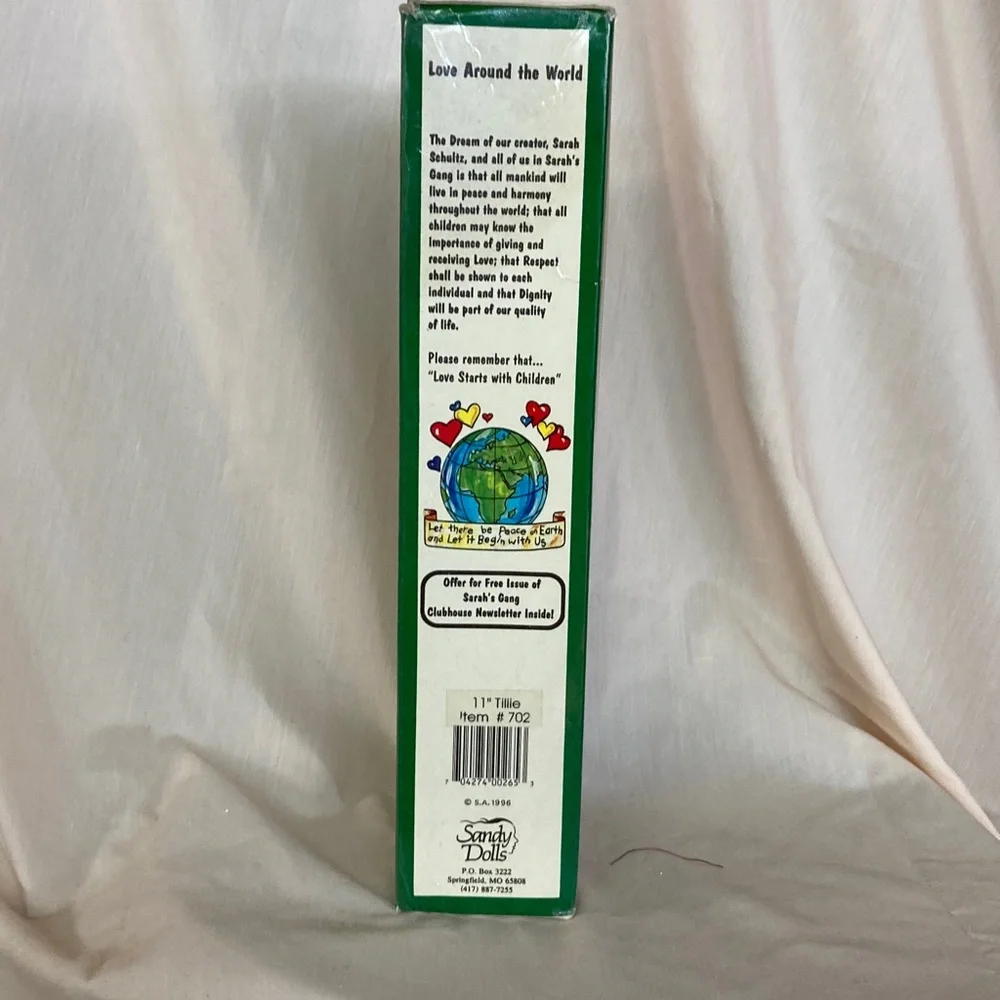 Love Around the World
The Dream of our creator, Sarah
Schultz, and all of us in Sarah's
Gang is that all mankind will
live in peace and harmony
throughout the world; that all
children may know the
importance of giving and
receiving Love; that Respect
shall be shown to each
individual and that Dignity
will be part of our quality
of life.
Please remember that...
"Love Starts with Children"
Let there be Peace on Earth
and Let it Begin with Us
Offer for Free Issue of
Sarah's Gang
Clubhouse Newsletter Inside!
11" Tillie
Item # 702
7 04274 00265 3
© S.A. 1996
Sandy
Dolls
P.O. Box 3222
Springfield, MO 65808
(417) 887-7255